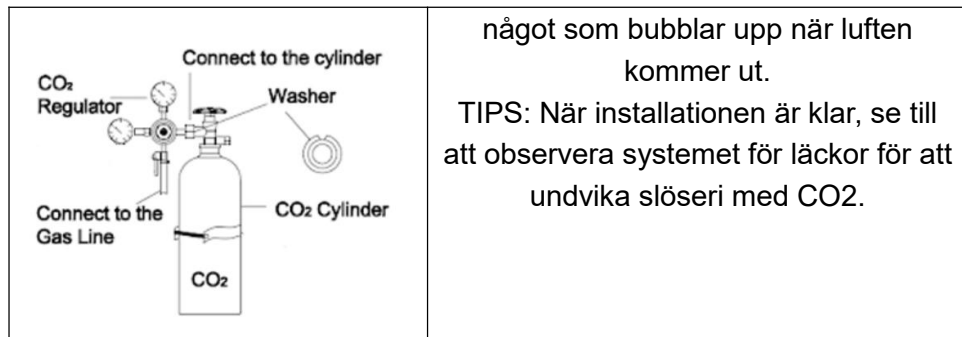 Connect to the cylinder
CO₂
Regulator
Washer
Connect to the
Gas Line
CO₂ Cylinder
CO₂
något som bubblar upp när luften
kommer ut.
TIPS: När installationen är klar, se till
att observera systemet för läckor för att
undvika slöseri med CO2.